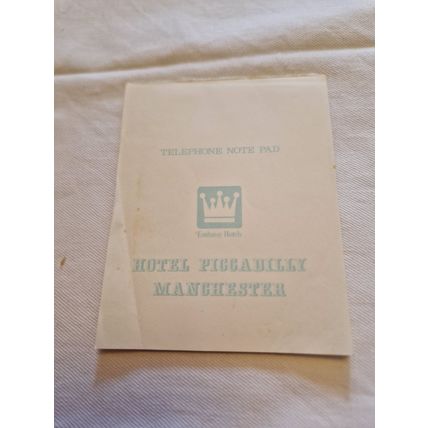 TELEPHONE NOTE PAD
Embassy Hotels
HOTEL PICCADILLY
MANCHESTER